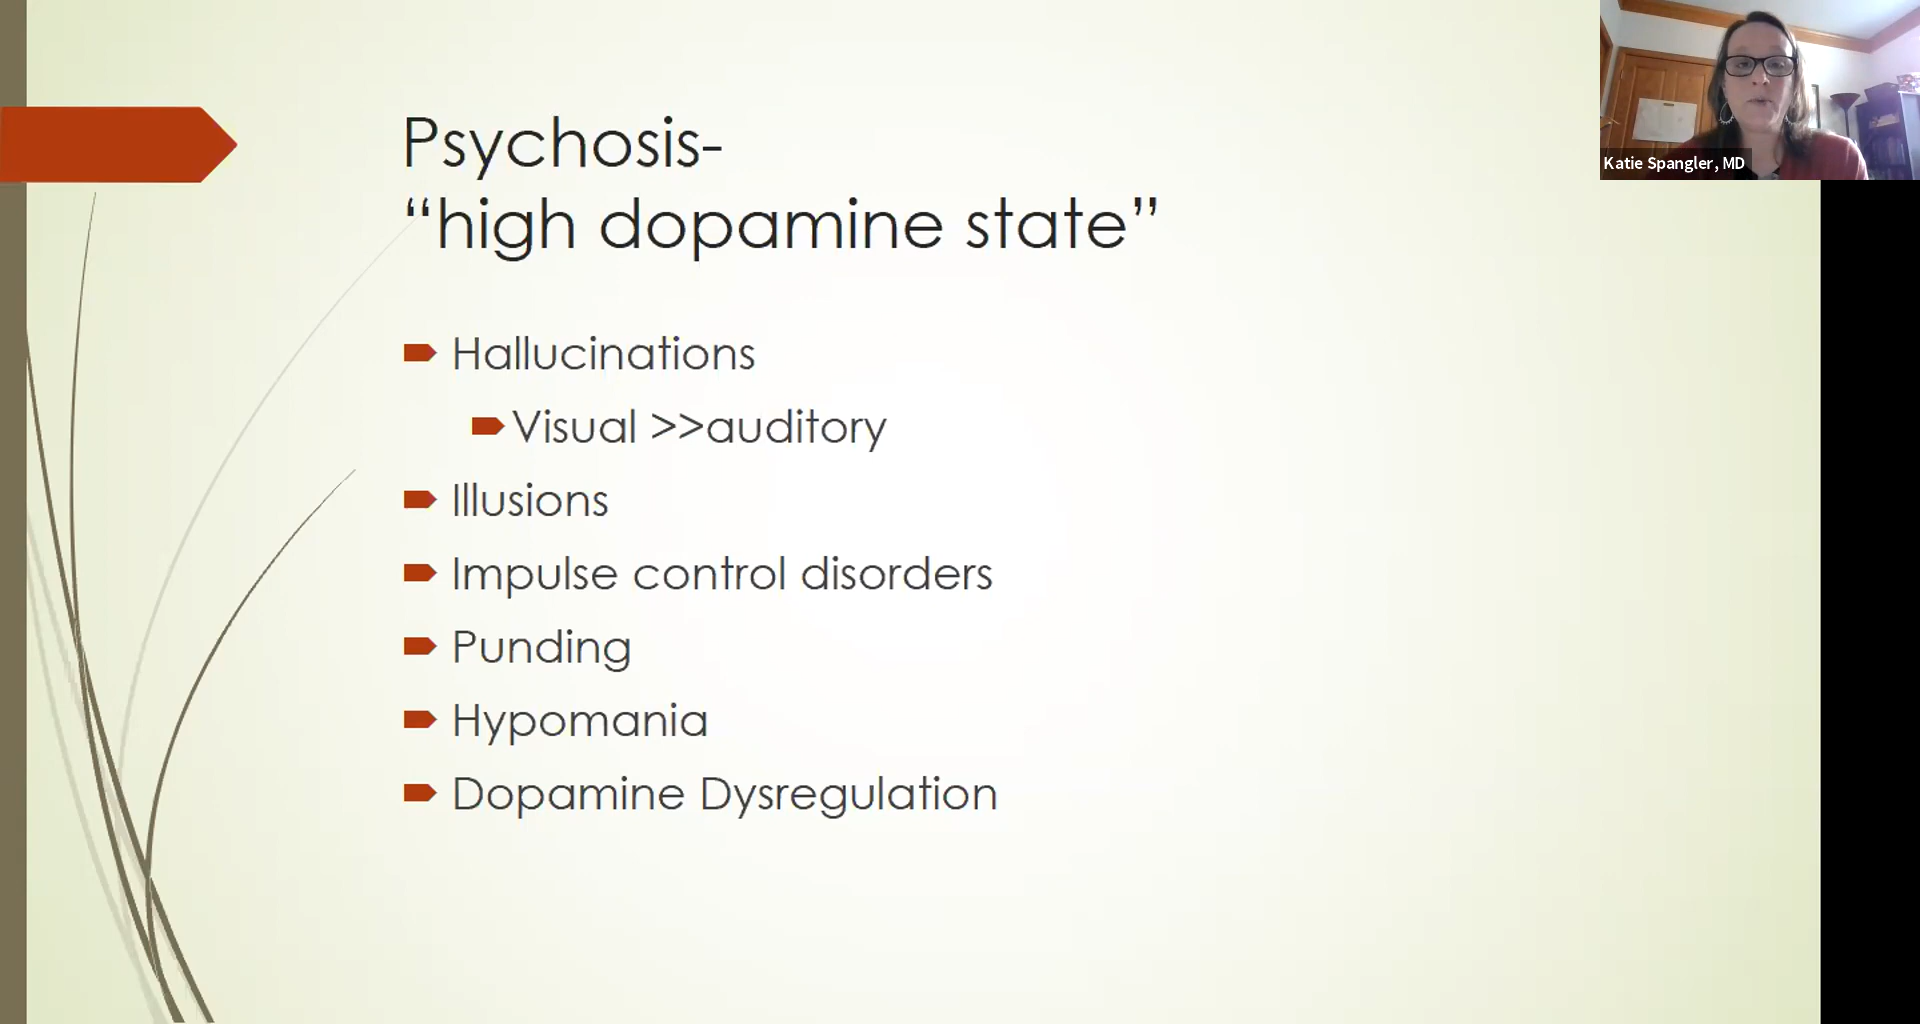 Psychosis-
“high dopamine state”
Hallucinations
Visual >>auditory
Illusions
Impulse control disorders
Punding
Hypomania
Dopamine Dysregulation
Katie Spangler, MD